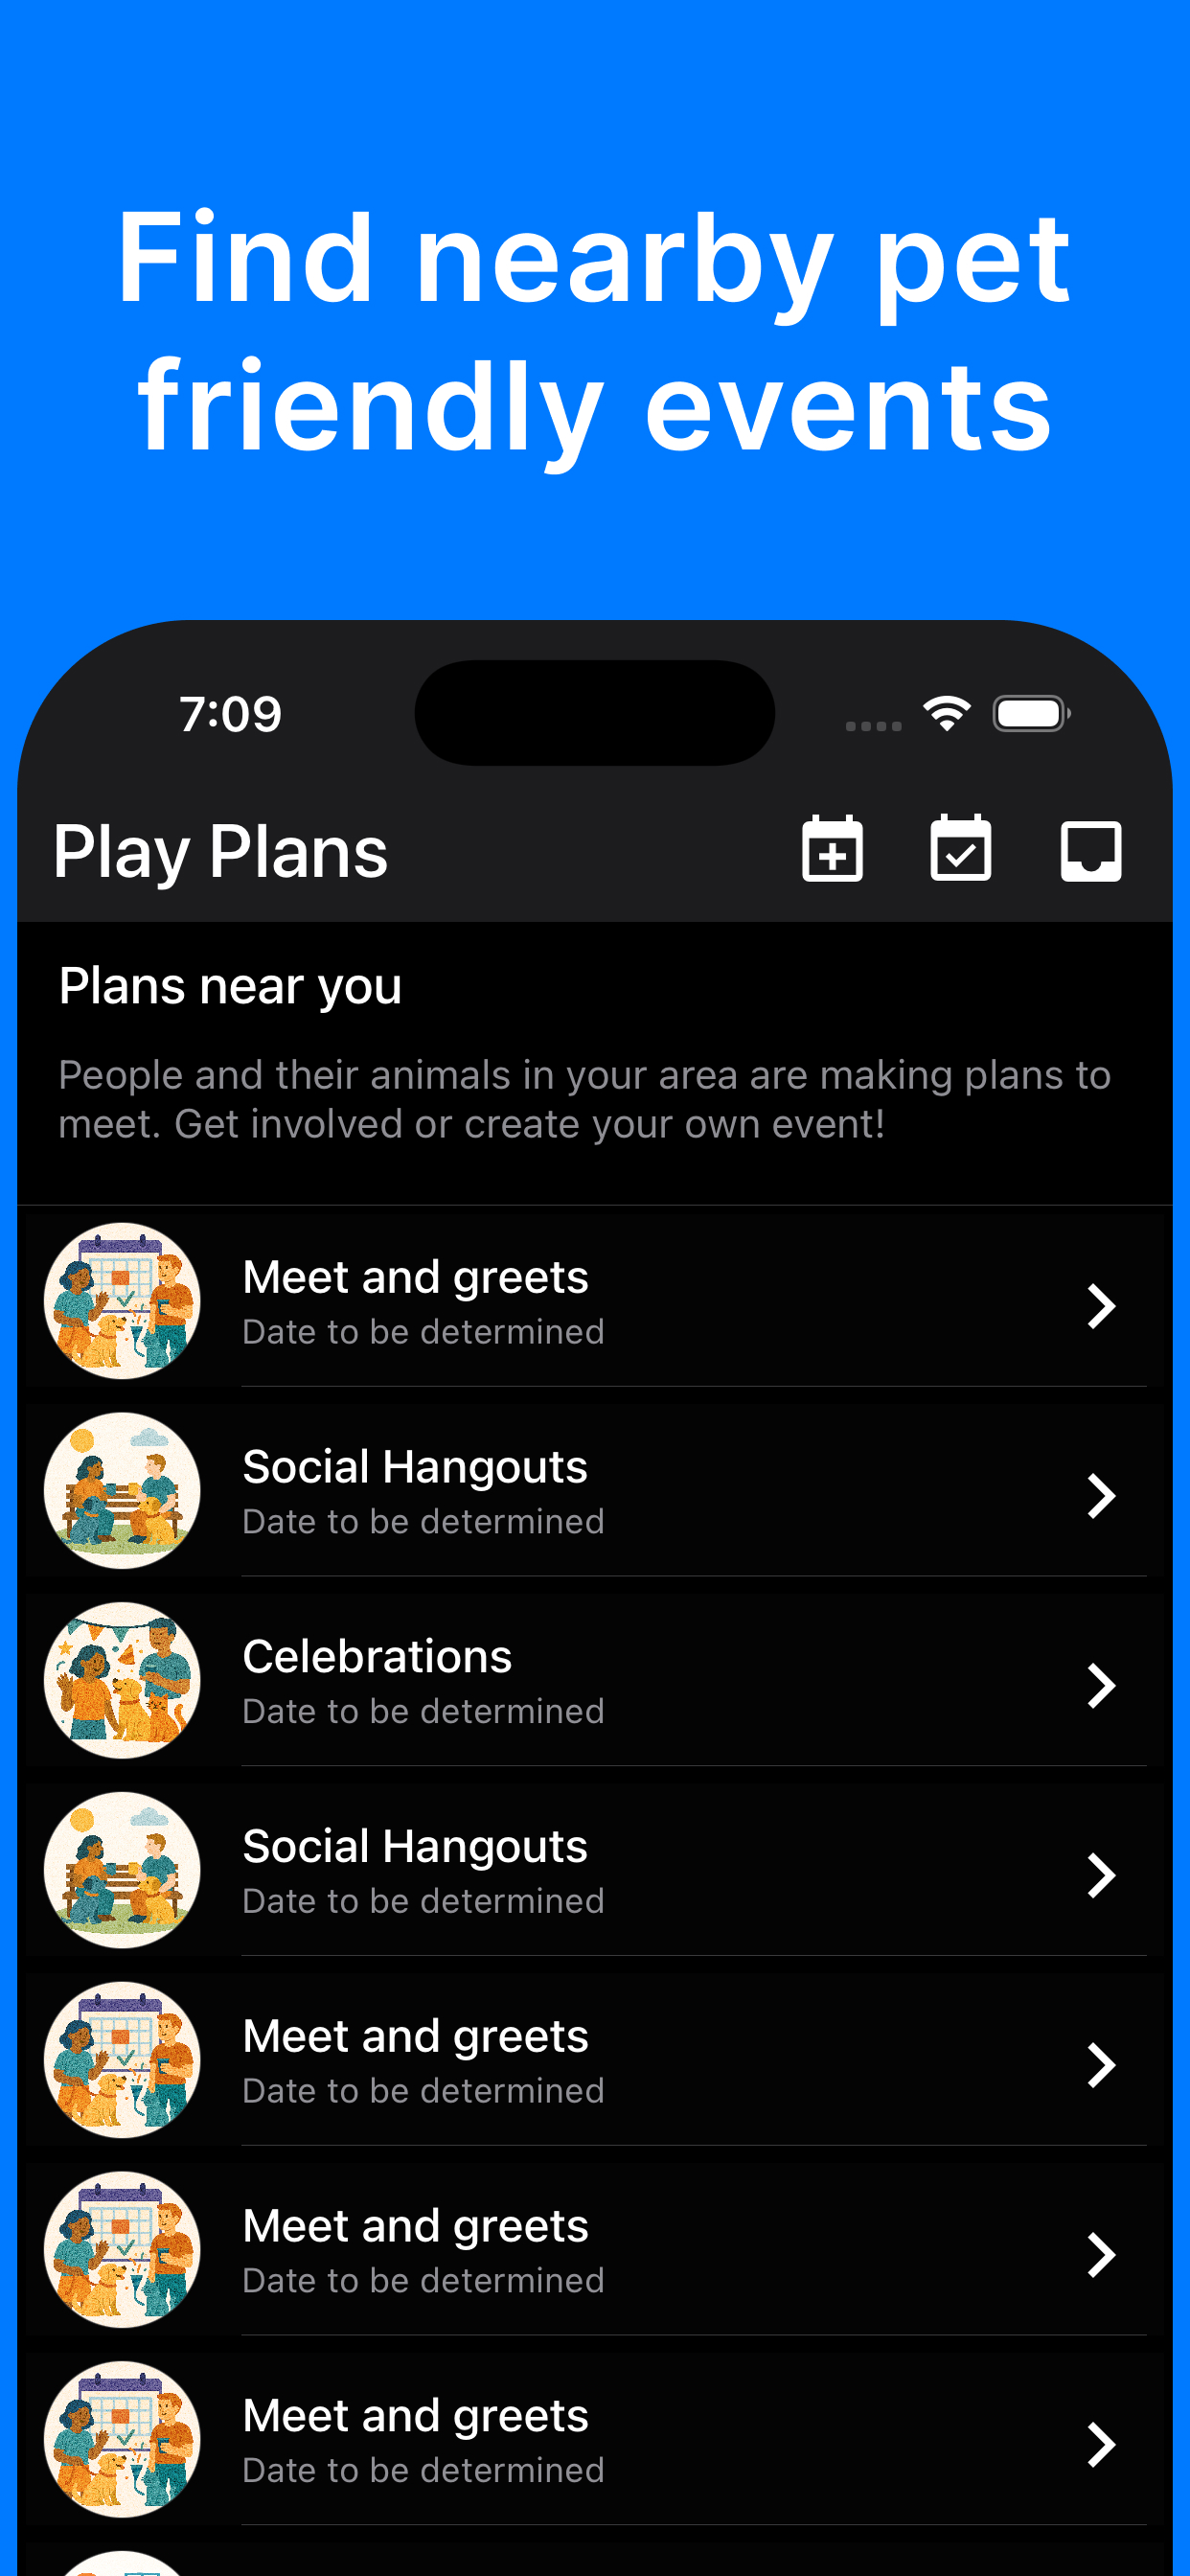 Find nearby pet
friendly events
7:09
Play Plans
Plans near you
People and their animals in your area are making plans to
meet. Get involved or create your own event!
Meet and greets
Date to be determined
Social Hangouts
Date to be determined
Celebrations
Date to be determined
Social Hangouts
Date to be determined
Meet and greets
Date to be determined
Meet and greets
Date to be determined
Meet and greets
Date to be determined